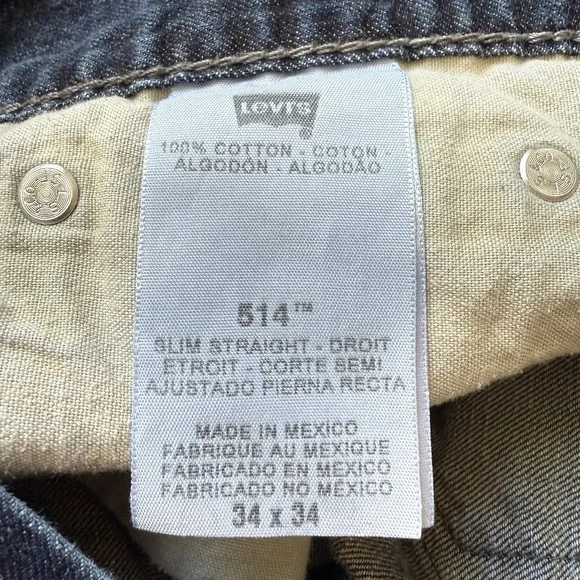 Levi's
100% COTTON - COTON -
ALGODÓN - ALGODÃO
514™
SLIM STRAIGHT - DROIT
ÉTROIT - CORTE SEMI
AJUSTADO PIERNA RECTA
MADE IN MEXICO
FABRIQUE AU MEXIQUE
FABRICADO EN MEXICO
FABRICADO NO MÉXICO
34 x 34